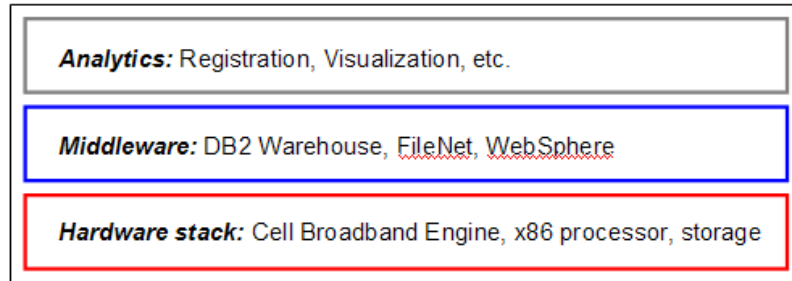 Analytics: Registration, Visualization, etc.
Middleware: DB2 Warehouse, FileNet, WebSphere
Hardware stack: Cell Broadband Engine, x86 processor, storage